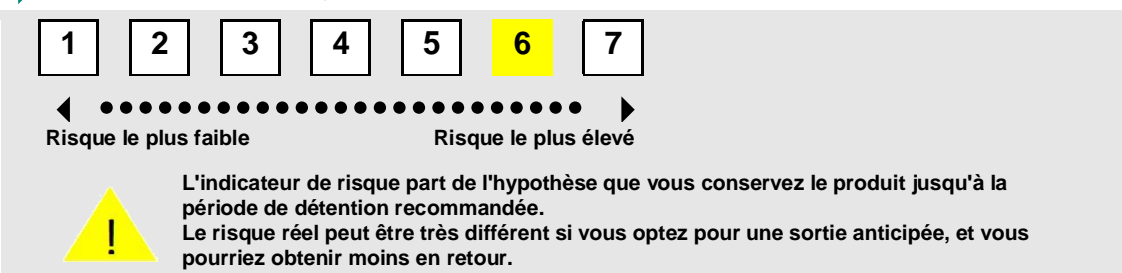 1 2 3 4 5 6 7
Risque le plus faible Risque le plus élevé
L'indicateur de risque part de l'hypothèse que vous conservez le produit jusqu'à la
période de détention recommandée.
! Le risque réel peut être très différent si vous optez pour une sortie anticipée, et vous
pourriez obtenir moins en retour.